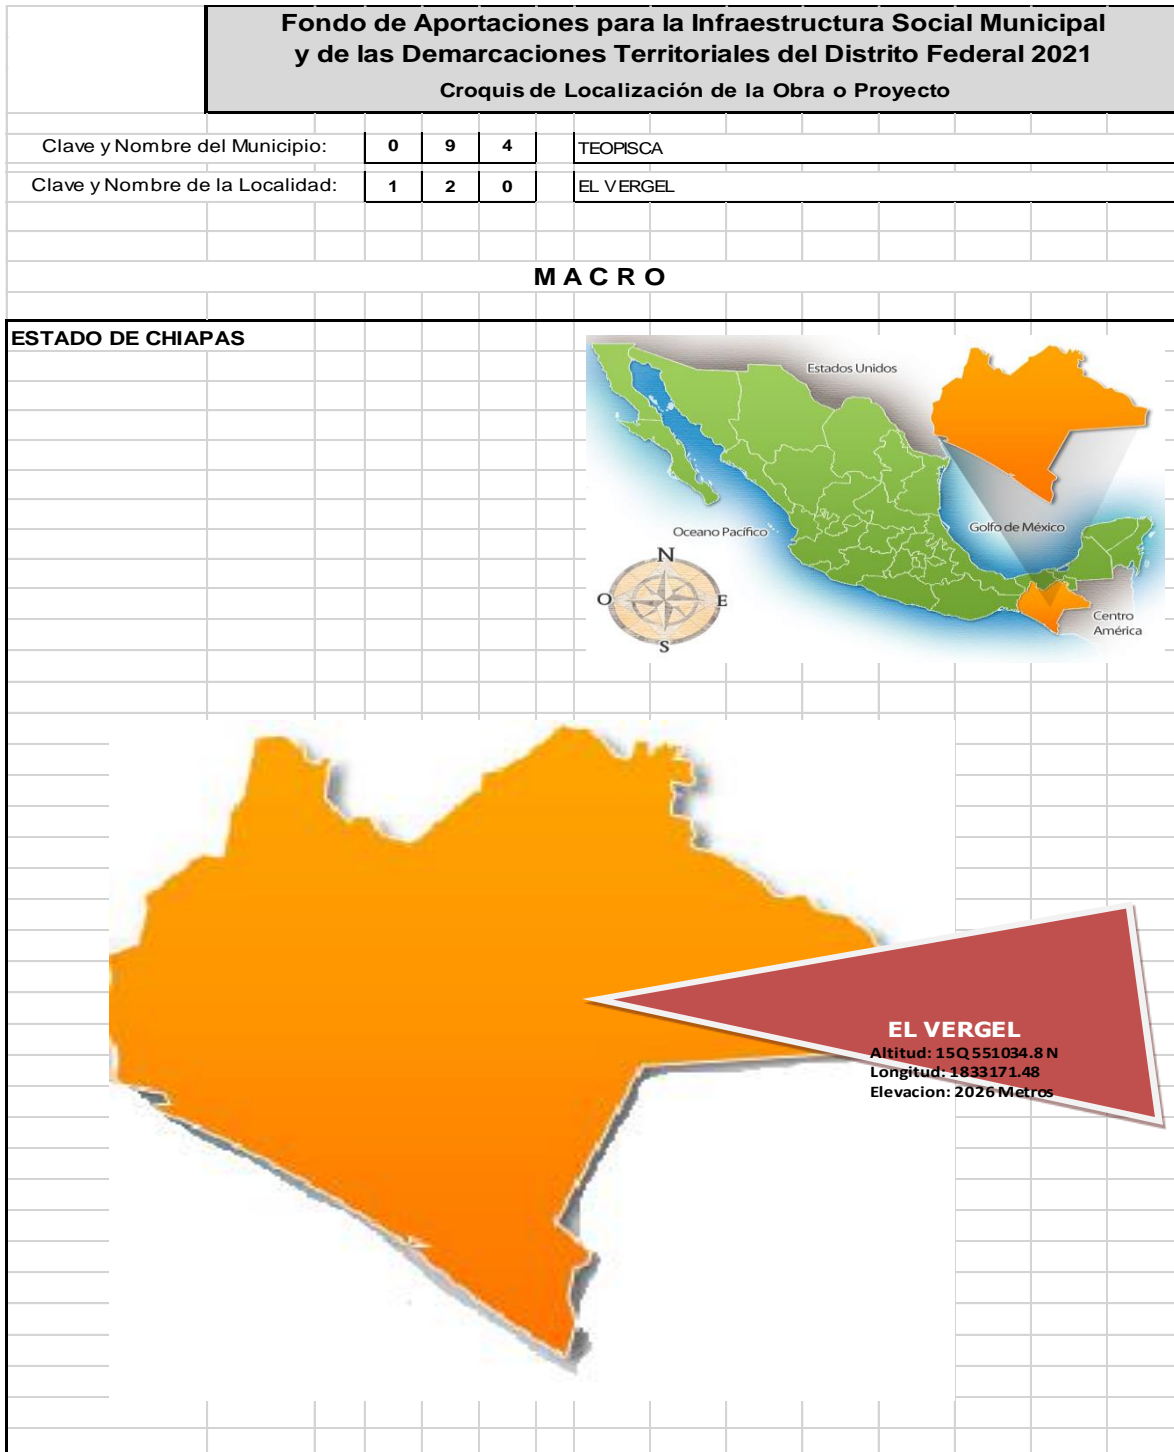 Fondo de Aportaciones para la Infraestructura Social Municipal
y de las Demarcaciones Territoriales del Distrito Federal 2021
Croquis de Localización de la Obra o Proyecto
Clave y Nombre del Municipio: 0 9 4 TEOPISCA
Clave y Nombre de la Localidad: 1 2 0 EL VERGEL
M A C R O
ESTADO DE CHIAPAS
Estados Unidos
Golfo de México
Oceano Pacífico
N
O E
S
Centro
América
EL VERGEL
Altitud: 15Q 551034.8 N
Longitud: 1833171.48
Elevacion: 2026 Metros